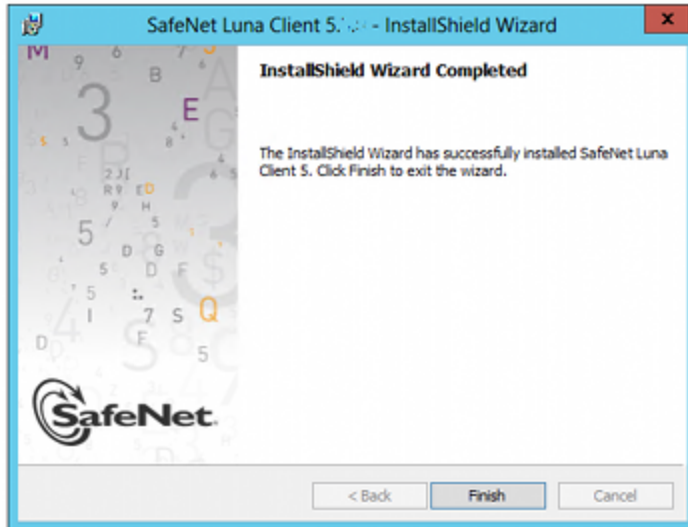 SafeNet Luna Client 5. - InstallShield Wizard
x
InstallShield Wizard Completed
The InstallShield Wizard has successfully installed SafeNet Luna
Client 5. Click Finish to exit the wizard.
SafeNet.
< Back
Finish
Cancel